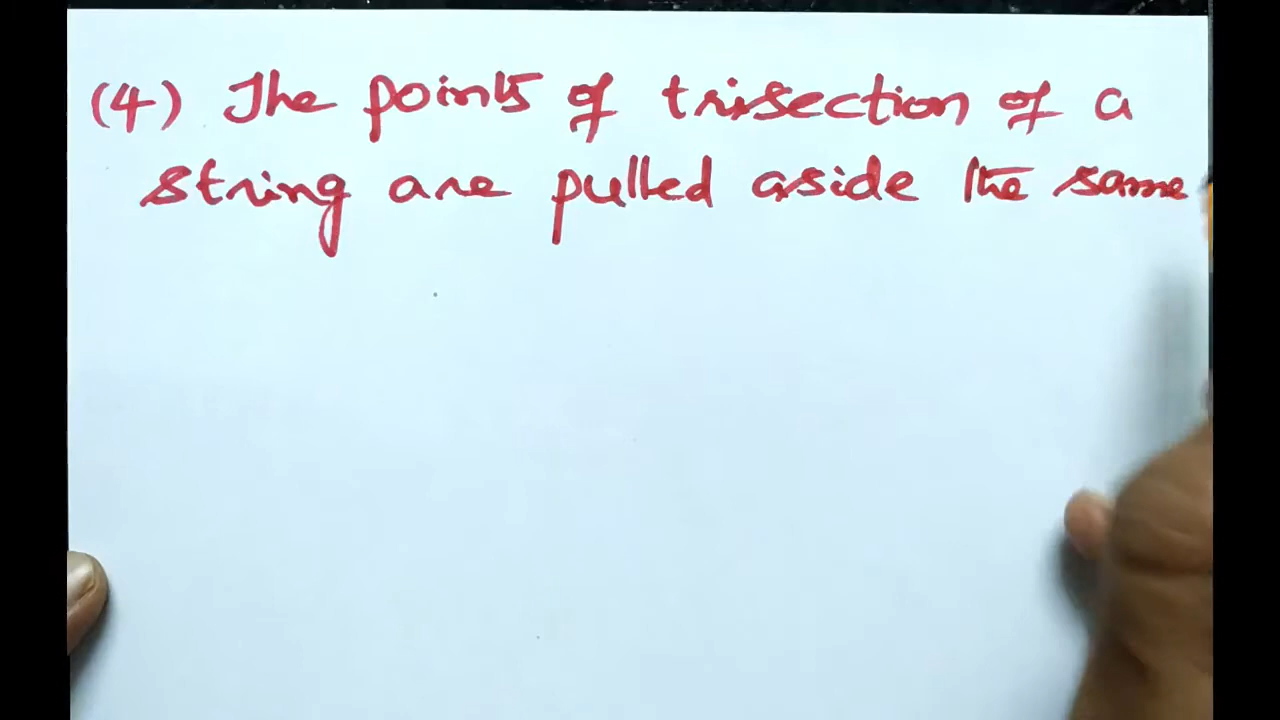 (4) The points of trisection of a
string are pulled aside the same